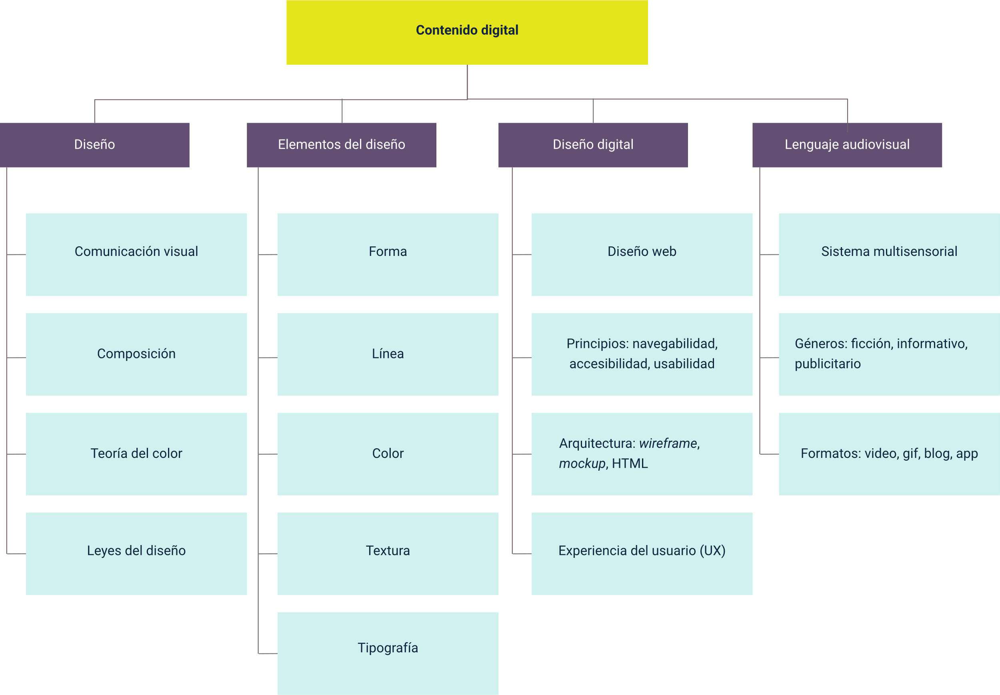 Contenido digital
Diseño
Comunicación visual
Composición
Teoría del color
Leyes del diseño
Elementos del diseño
Forma
Línea
Color
Textura
Tipografía
Diseño digital
Diseño web
Principios: navegabilidad,
accesibilidad, usabilidad
Arquitectura: wireframe,
mockup, HTML
Experiencia del usuario (UX)
Lenguaje audiovisual
Sistema multisensorial
Géneros: ficción, informativo,
publicitario
Formatos: video, gif, blog, app